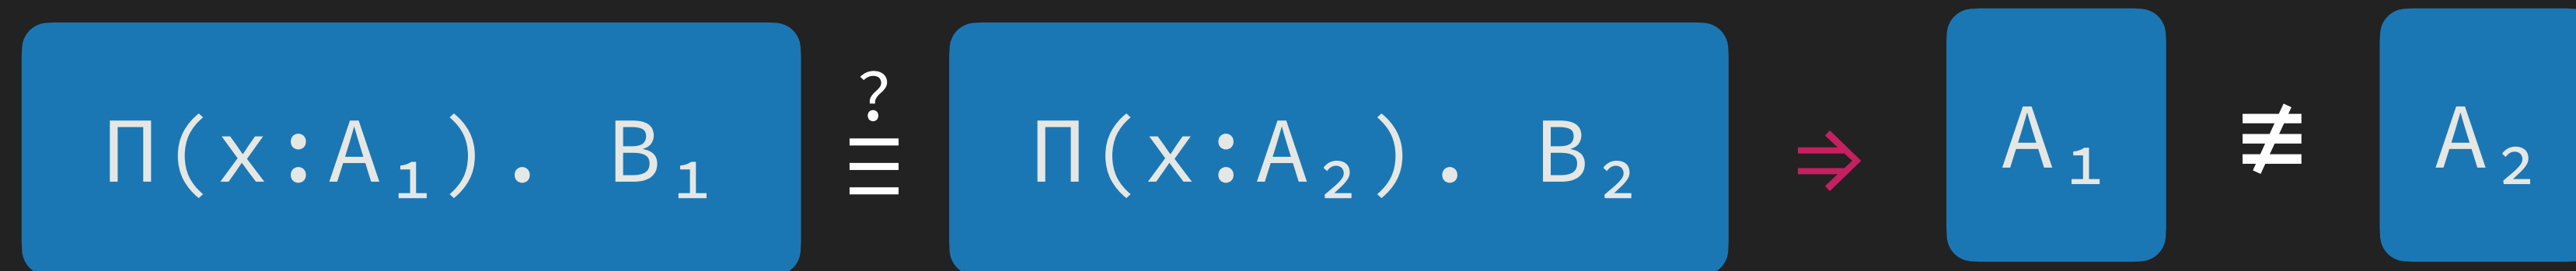 Π(x:A₁). B₁ ≟ Π(x:A₂). B₂ ⇒ A₁ ≢ A₂